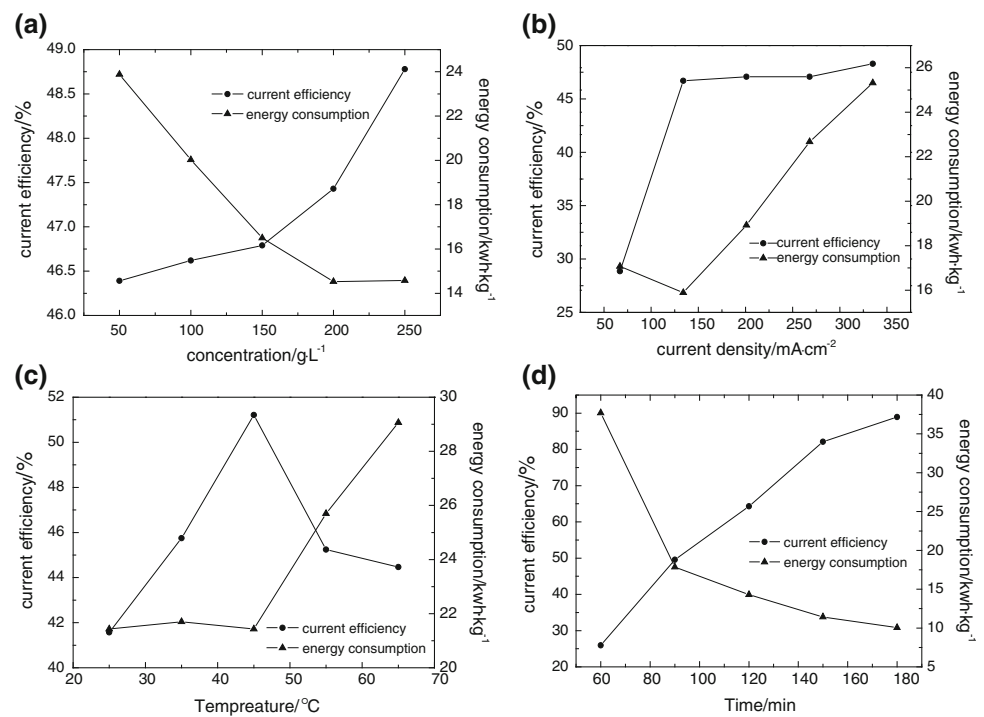 (a)
49.0
48.5
48.0
47.5
47.0
46.5
46.0
current efficiency/%
current efficiency
energy consumption
24
22
20
18
16
14
energy consumption/kwh·kg-1
50 100 150 200 250
concentration/g·L-1
(b)
50
45
40
35
30
25
current efficiency/%
current efficiency
energy consumption
26
24
22
20
18
16
energy consumption/kwh·kg-1
50 100 150 200 250 300 350
current density/mA·cm-2
(c)
52
50
48
46
44
42
40
current efficiency/%
current efficiency
energy consumption
30
28
26
24
22
20
energy consumption/kwh·kg-1
20 30 40 50 60 70
Tempreature/°C
(d)
90
80
70
60
50
40
30
20
current efficiency/%
current efficiency
energy consumption
40
35
30
25
20
15
10
5
energy consumption/kwh·kg-1
60 80 100 120 140 160 180
Time/min